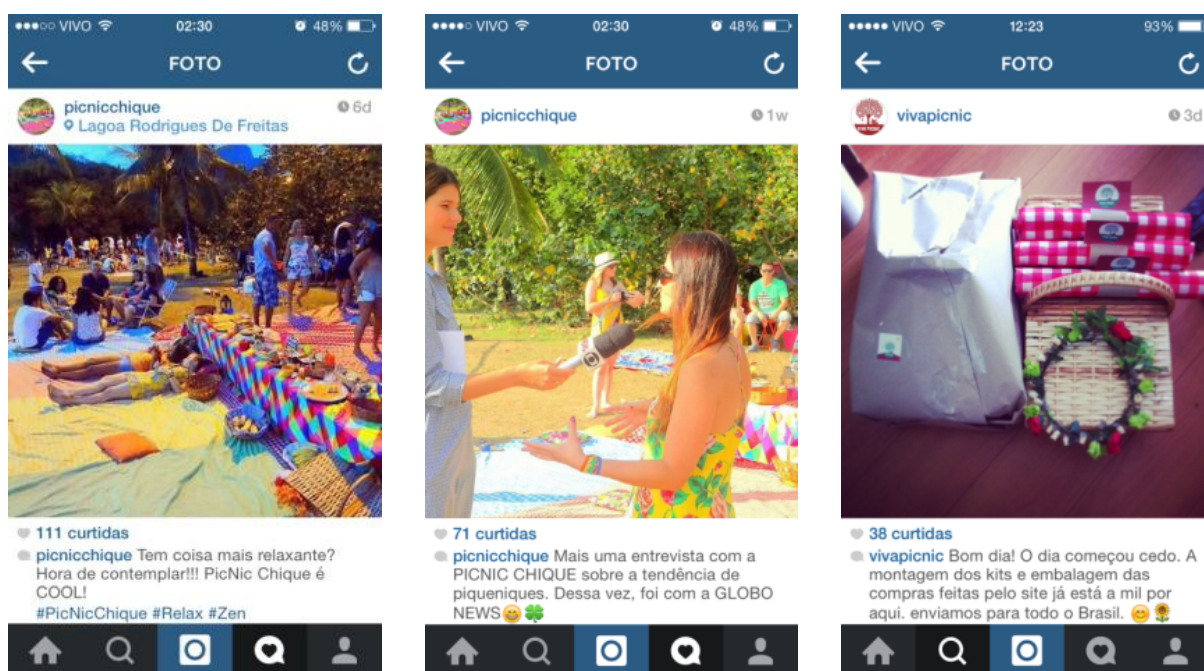 VIVO 02:30 48%
FOTO
picnicchique 6d
Lagoa Rodrigues De Freitas
111 curtidas
picnicchique Tem coisa mais relaxante?
Hora de contemplar!!! PicNic Chique é
COOL!
#PicNicChique #Relax #Zen
VIVO 02:30 48%
FOTO
picnicchique 1w
71 curtidas
picnicchique Mais uma entrevista com a
PICNIC CHIQUE sobre a tendência de
piqueniques. Dessa vez, foi com a GLOBO
NEWS😄🍀
VIVO 12:23 93%
FOTO
vivapicnic 3d
38 curtidas
vivapicnic Bom dia! O dia começou cedo. A
montagem dos kits e embalagem das
compras feitas pelo site já está a mil por
aqui. enviamos para todo o Brasil. 😊🌻